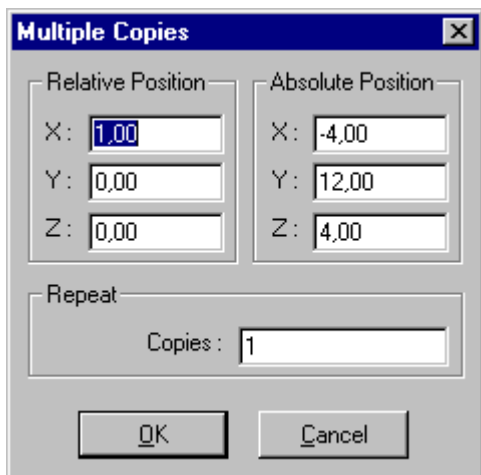 Multiple Copies
Relative Position Absolute Position
X: 1,00 X: -4,00
Y: 0,00 Y: 12,00
Z: 0,00 Z: 4,00
Repeat
Copies: 1
OK Cancel